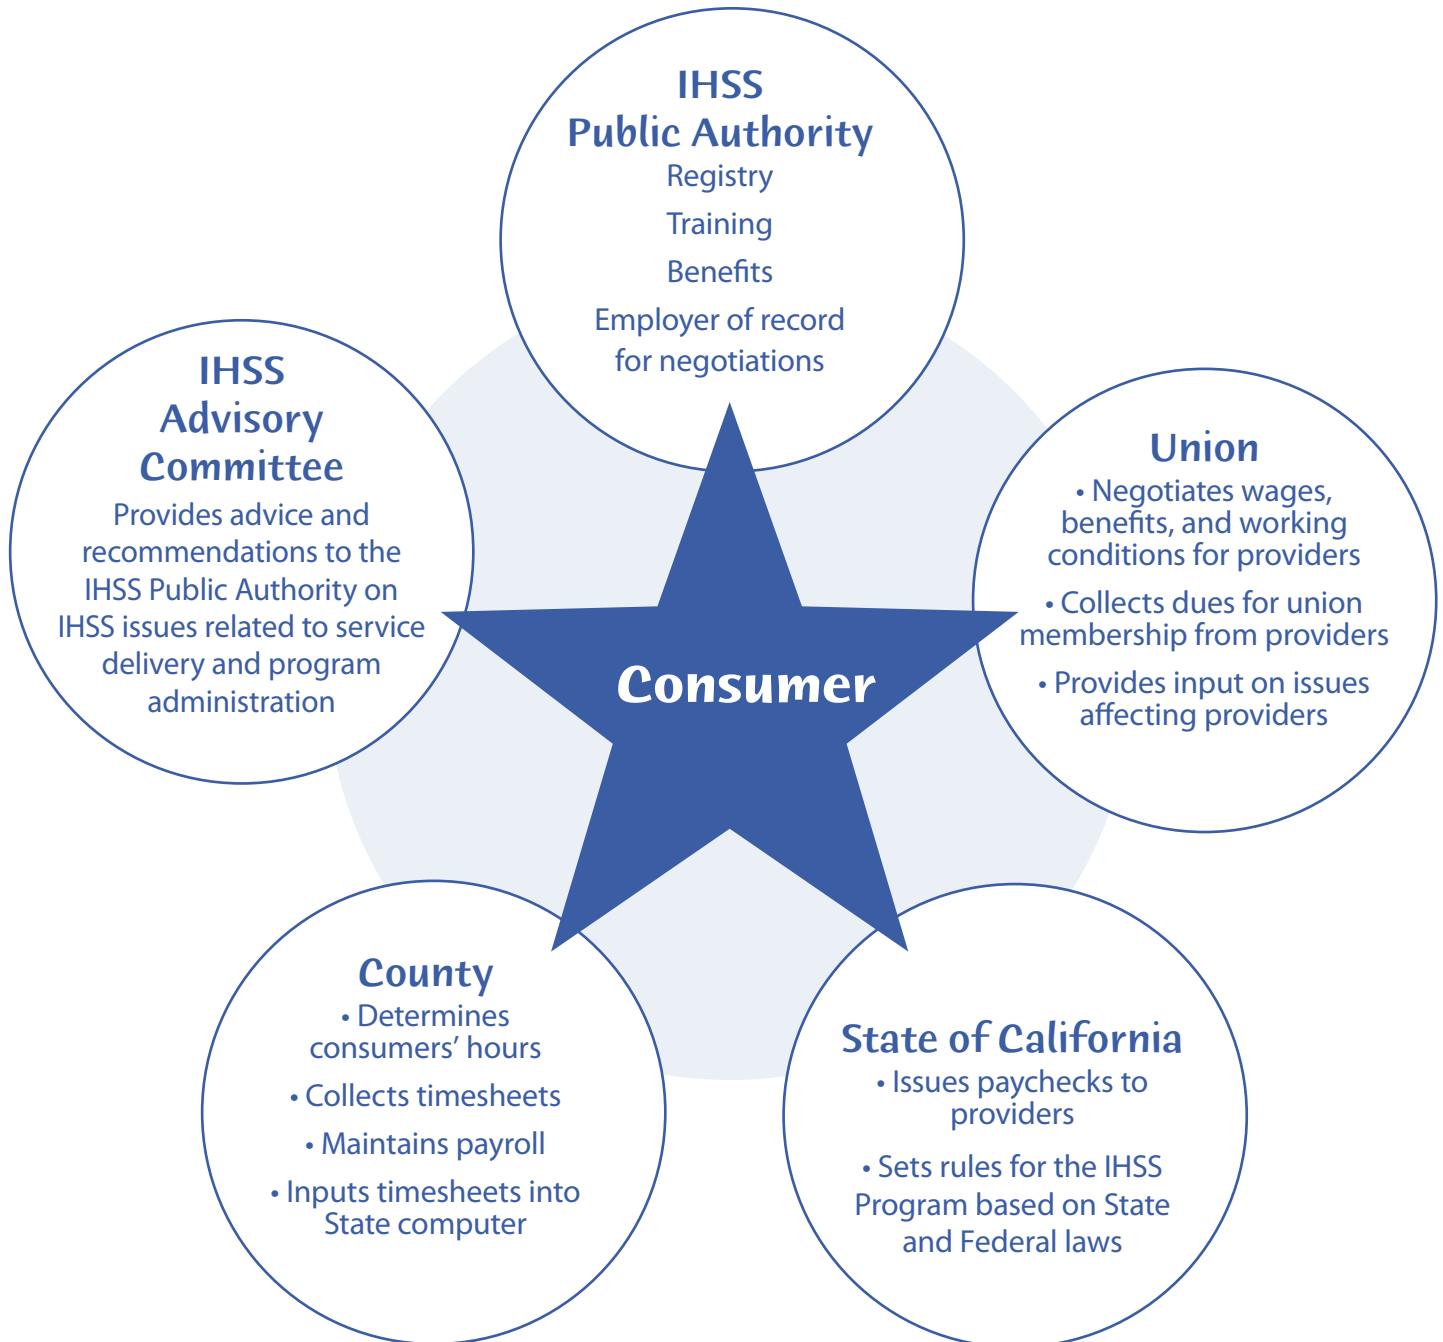 IHSS
Public Authority
Registry
Training
Benefits
Employer of record
for negotiations
IHSS
Advisory
Committee
Provides advice and
recommendations to the
IHSS Public Authority on
IHSS issues related to service
delivery and program
administration
Union
• Negotiates wages,
benefits, and working
conditions for providers
• Collects dues for union
membership from providers
• Provides input on issues
affecting providers
Consumer
County
• Determines
consumers’ hours
• Collects timesheets
• Maintains payroll
• Inputs timesheets into
State computer
State of California
• Issues paychecks to
providers
• Sets rules for the IHSS
Program based on State
and Federal laws